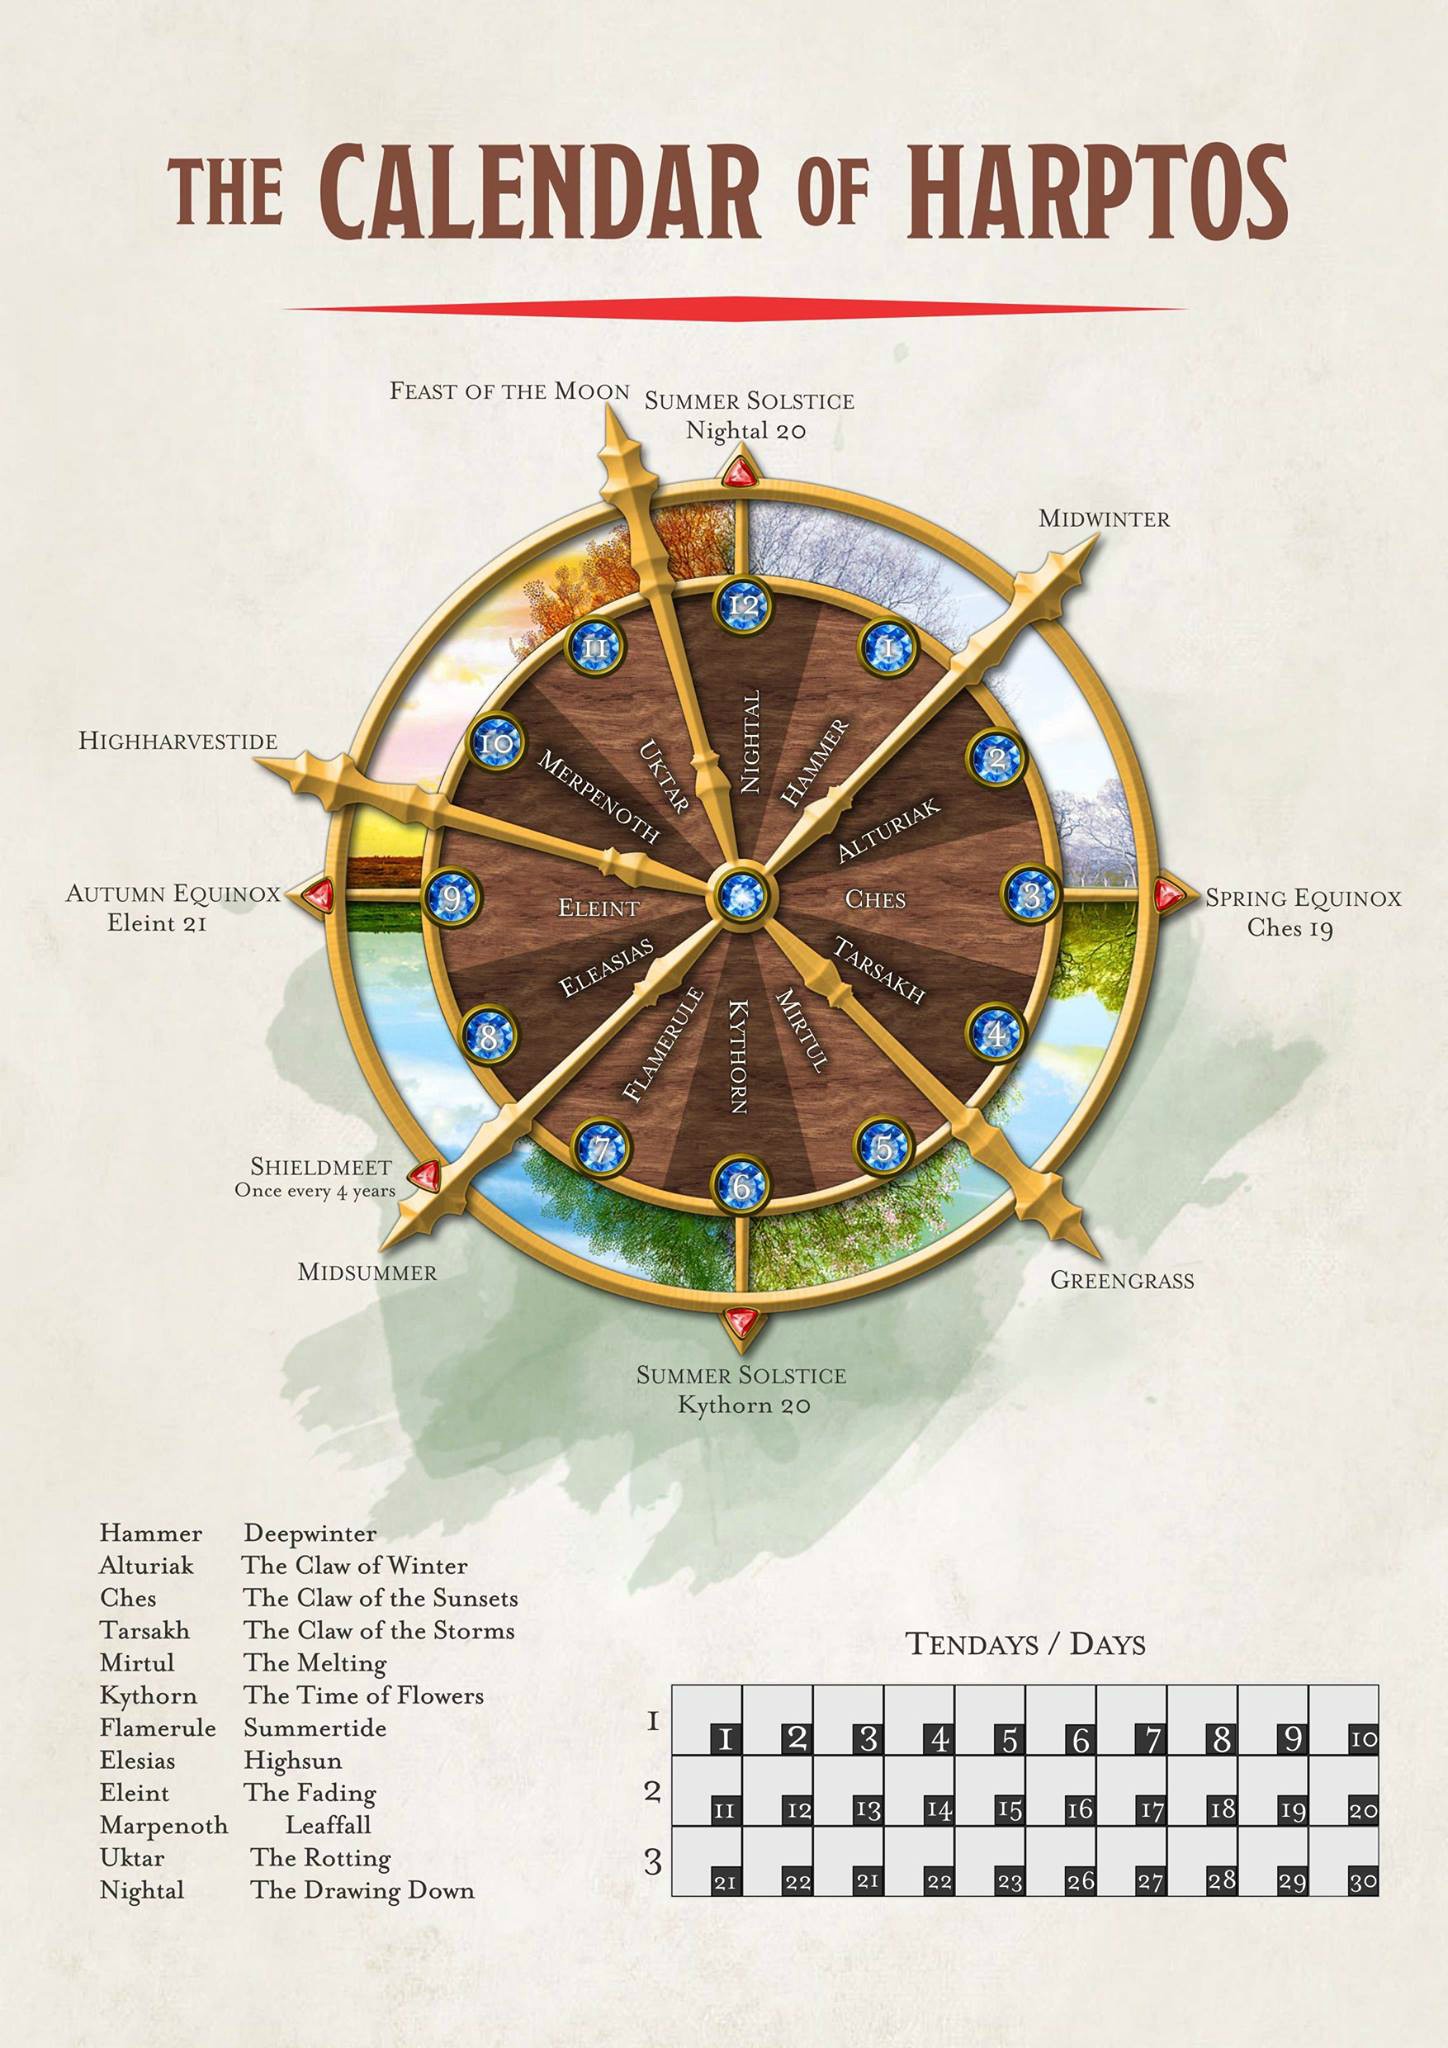 THE CALENDAR OF HARPTOS
FEAST OF THE MOON
SUMMER SOLSTICE
Nightal 20
MIDWINTER
HIGHHARVESTIDE
AUTUMN EQUINOX
Eleint 21
SPRING EQUINOX
Ches 19
SHIELDMEET
Once every 4 years
MIDSUMMER
GREENGRASS
SUMMER SOLSTICE
Kythorn 20
12
1
2
3
4
5
6
7
8
9
10
11
NIGHTAL
HAMMER
ALTURIAK
CHES
TARSAKH
MIRTUL
KYTHORN
FLAMERULE
ELEASIAS
ELEINT
MERPENOTH
UKTAR
Hammer Deepwinter
Alturiak The Claw of Winter
Ches The Claw of the Sunsets
Tarsakh The Claw of the Storms
Mirtul The Melting
Kythorn The Time of Flowers
Flamerule Summertide
Elesias Highsun
Eleint The Fading
Marpenoth Leaffall
Uktar The Rotting
Nightal The Drawing Down
TENDAYS / DAYS
1 1 2 3 4 5 6 7 8 9 10
2 11 12 13 14 15 16 17 18 19 20
3 21 22 21 22 23 26 27 28 29 30